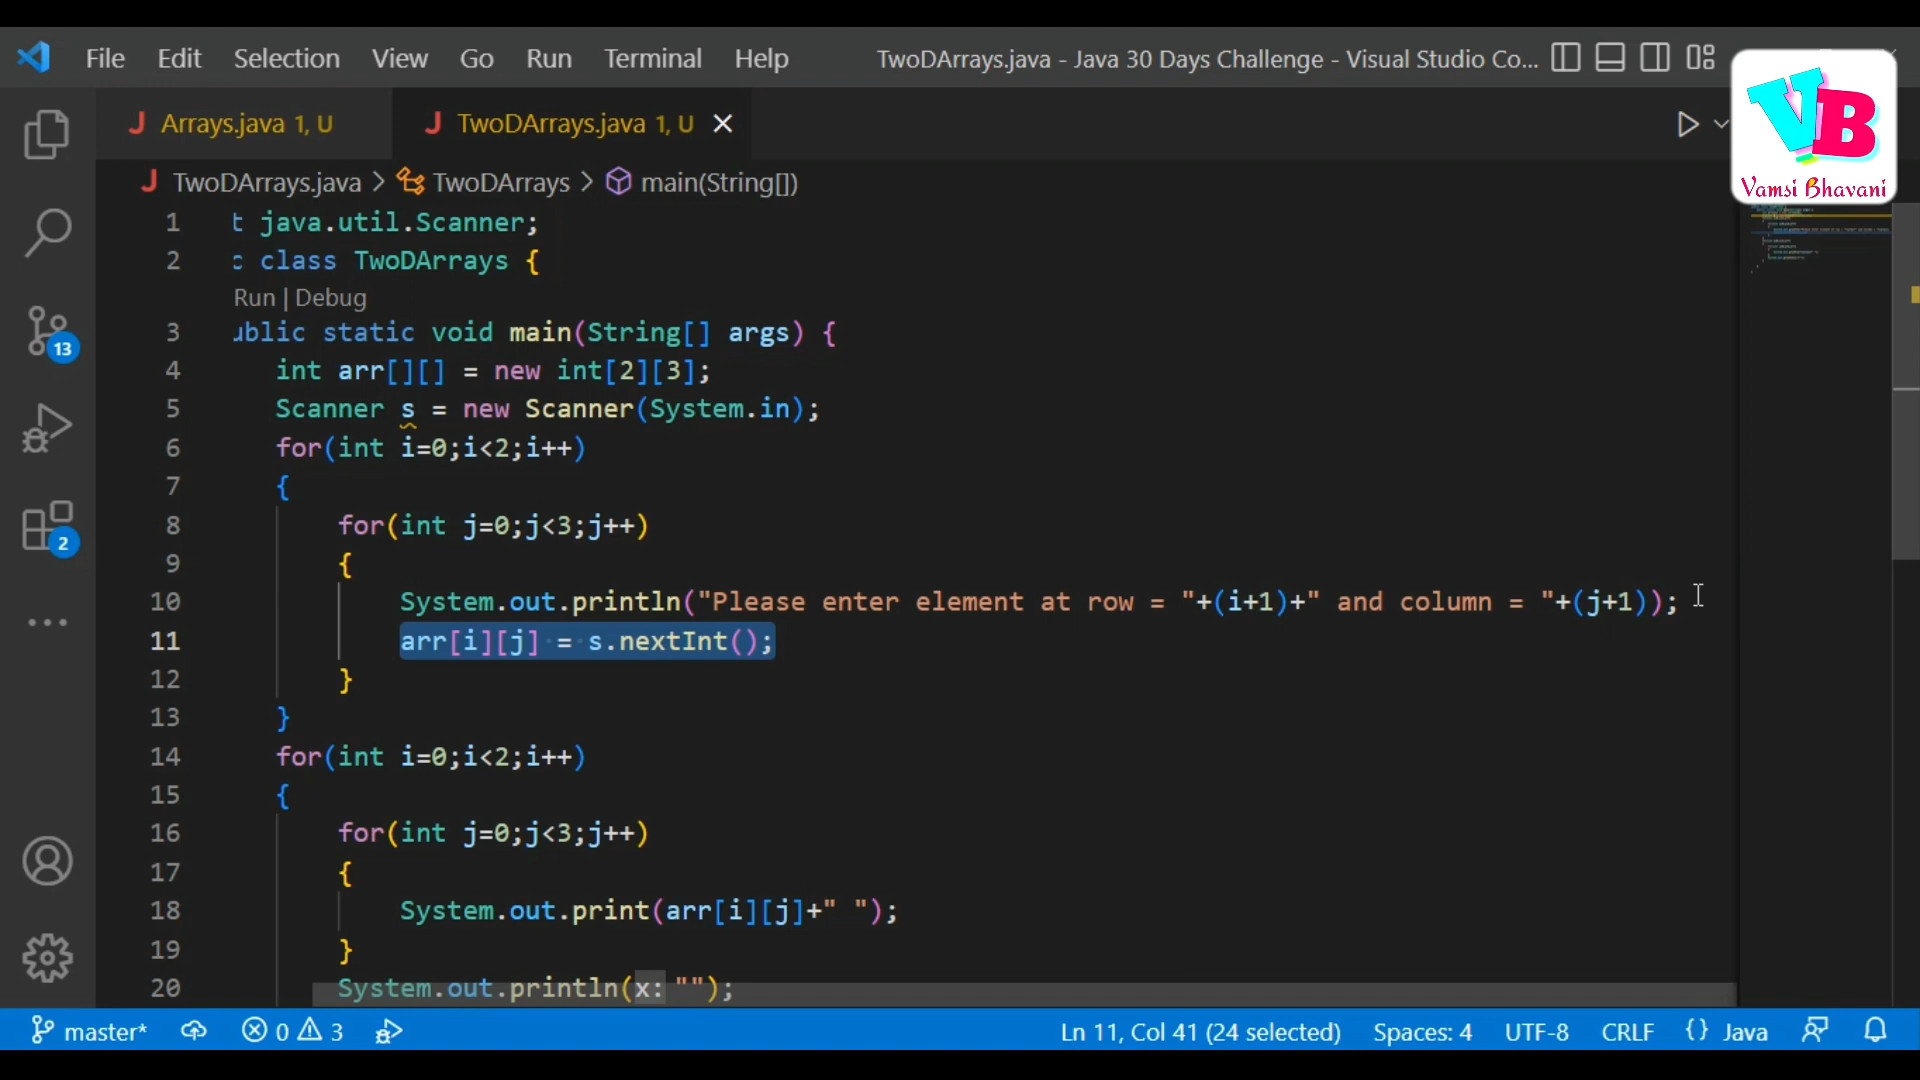 File Edit Selection View Go Run Terminal Help TwoDArrays.java - Java 30 Days Challenge - Visual Studio Co...
VB
Vamsi Bhavani
J Arrays.java 1, U J TwoDArrays.java 1, U
J TwoDArrays.java > TwoDArrays > main(String[])
1 t java.util.Scanner;
2 c class TwoDArrays {
Run | Debug
3 ublic static void main(String[] args) {
4 int arr[][] = new int[2][3];
5 Scanner s = new Scanner(System.in);
6 for(int i=0;i<2;i++)
7 {
8 for(int j=0;j<3;j++)
9 {
10 System.out.println("Please enter element at row = "+(i+1)+" and column = "+(j+1));
11 arr[i][j] = s.nextInt();
12 }
13 }
14 for(int i=0;i<2;i++)
15 {
16 for(int j=0;j<3;j++)
17 {
18 System.out.print(arr[i][j]+" ");
19 }
20 System.out.println(x: "");
13
2
master* 0 3 Ln 11, Col 41 (24 selected) Spaces: 4 UTF-8 CRLF {} Java